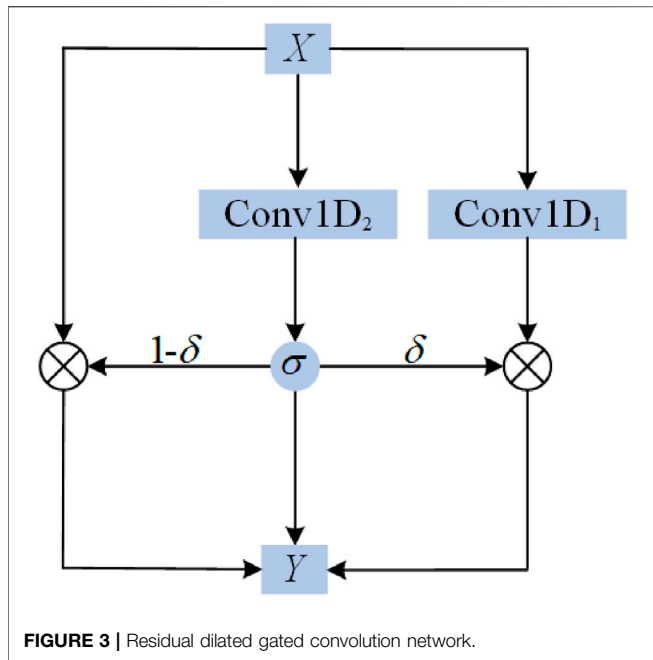 X
Conv1D₂ Conv1D₁
1-δ σ δ
Y
FIGURE 3 | Residual dilated gated convolution network.